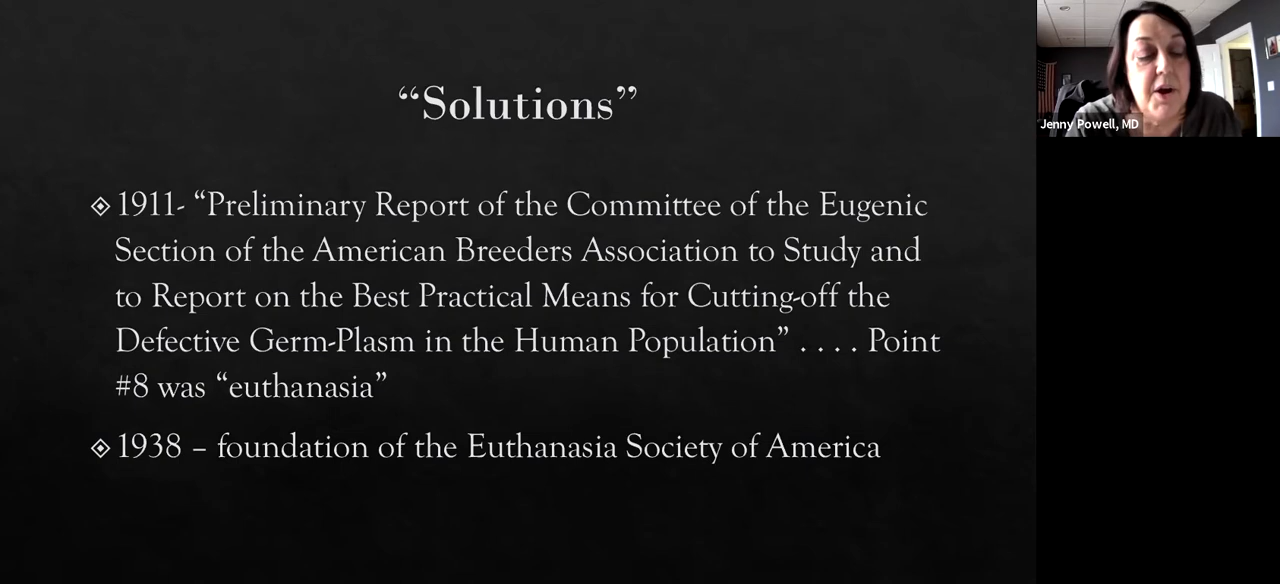 “Solutions”
1911- “Preliminary Report of the Committee of the Eugenic
Section of the American Breeders Association to Study and
to Report on the Best Practical Means for Cutting-off the
Defective Germ-Plasm in the Human Population” . . . . Point
#8 was “euthanasia”
1938 – foundation of the Euthanasia Society of America
Jenny Powell, MD